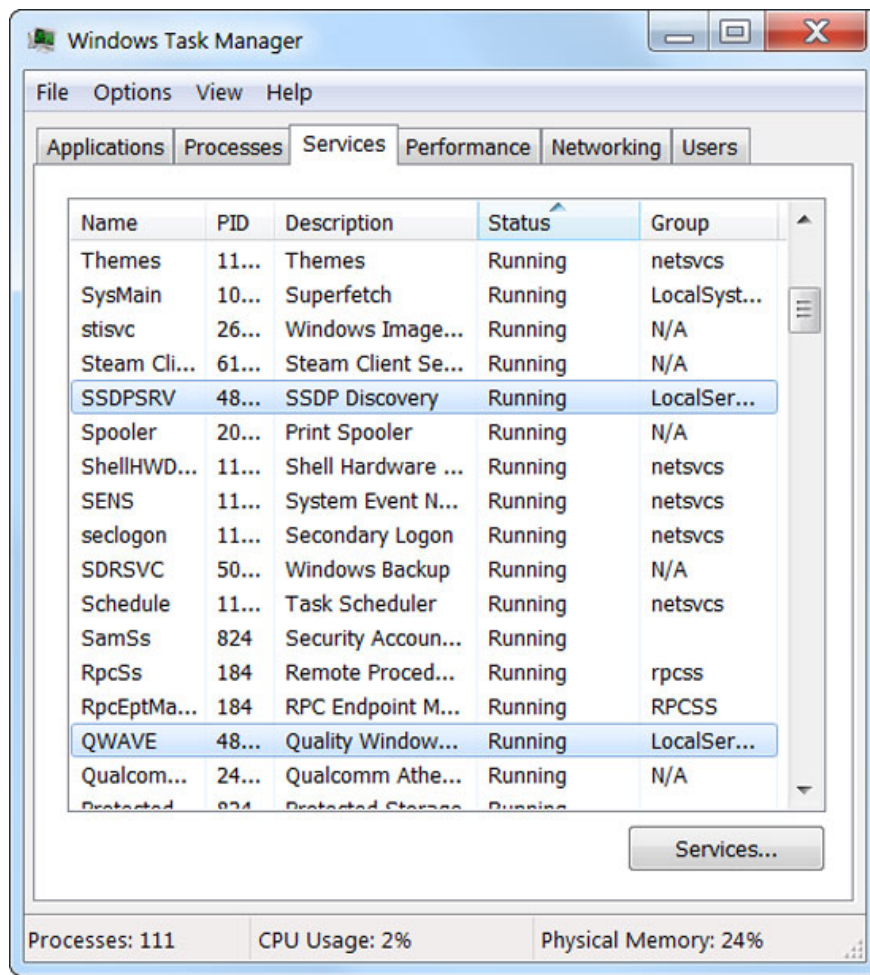 Windows Task Manager
File Options View Help
Applications Processes Services Performance Networking Users
Name PID Description Status Group
Themes 11... Themes Running netsvcs
SysMain 10... Superfetch Running LocalSyst...
stisvc 26... Windows Image... Running N/A
Steam Cli... 61... Steam Client Se... Running N/A
SSDPSRV 48... SSDP Discovery Running LocalSer...
Spooler 20... Print Spooler Running N/A
ShellHWD... 11... Shell Hardware ... Running netsvcs
SENS 11... System Event N... Running netsvcs
seclogon 11... Secondary Logon Running netsvcs
SDRSVC 50... Windows Backup Running N/A
Schedule 11... Task Scheduler Running netsvcs
SamSs 824 Security Accoun... Running
RpcSs 184 Remote Proced... Running rpcss
RpcEptMa... 184 RPC Endpoint M... Running RPCSS
QWAVE 48... Quality Window... Running LocalSer...
Qualcom... 24... Qualcomm Athe... Running N/A
Protected 824 Protected Storage Running
Services...
Processes: 111 CPU Usage: 2% Physical Memory: 24%